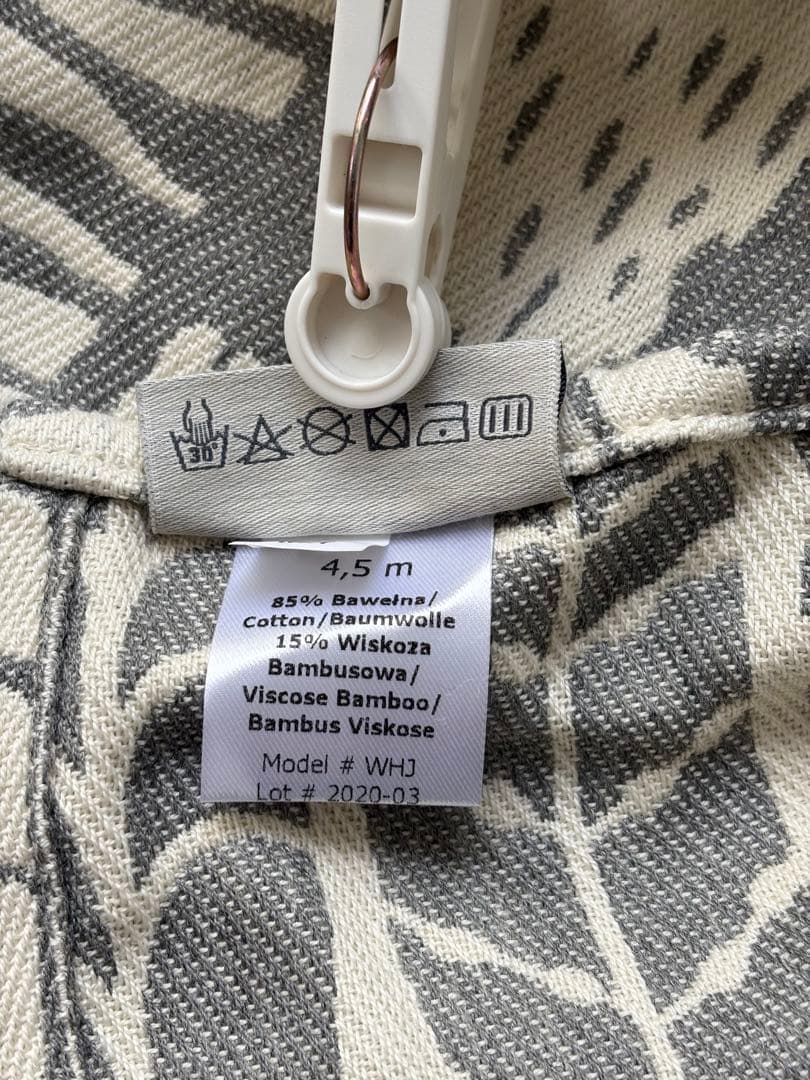 30°
4,5 m
85% Bawełna/
Cotton/Baumwolle
15% Wiskoza
Bambusowa/
Viscose Bamboo/
Bambus Viskose
Model # WHJ
Lot # 2020-03